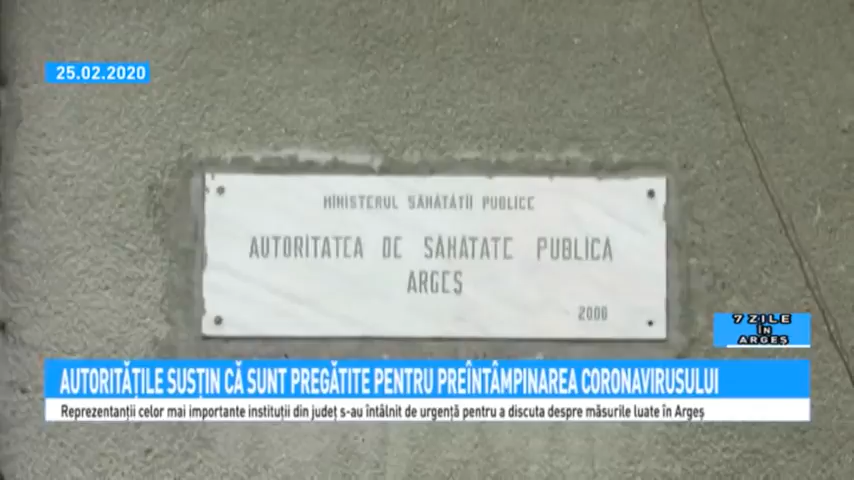 25.02.2020
MINISTERUL SĂNĂTĂȚII PUBLICE
AUTORITATEA DE SĂNĂTATE PUBLICĂ
ARGEȘ
2000
7 ZILE
ÎN
ARGEȘ
AUTORITĂȚILE SUSȚIN CĂ SUNT PREGĂTITE PENTRU PREÎNTÂMPINAREA CORONAVIRUSULUI
Reprezentanții celor mai importante instituții din județ s-au întâlnit de urgență pentru a discuta despre măsurile luate în Argeș